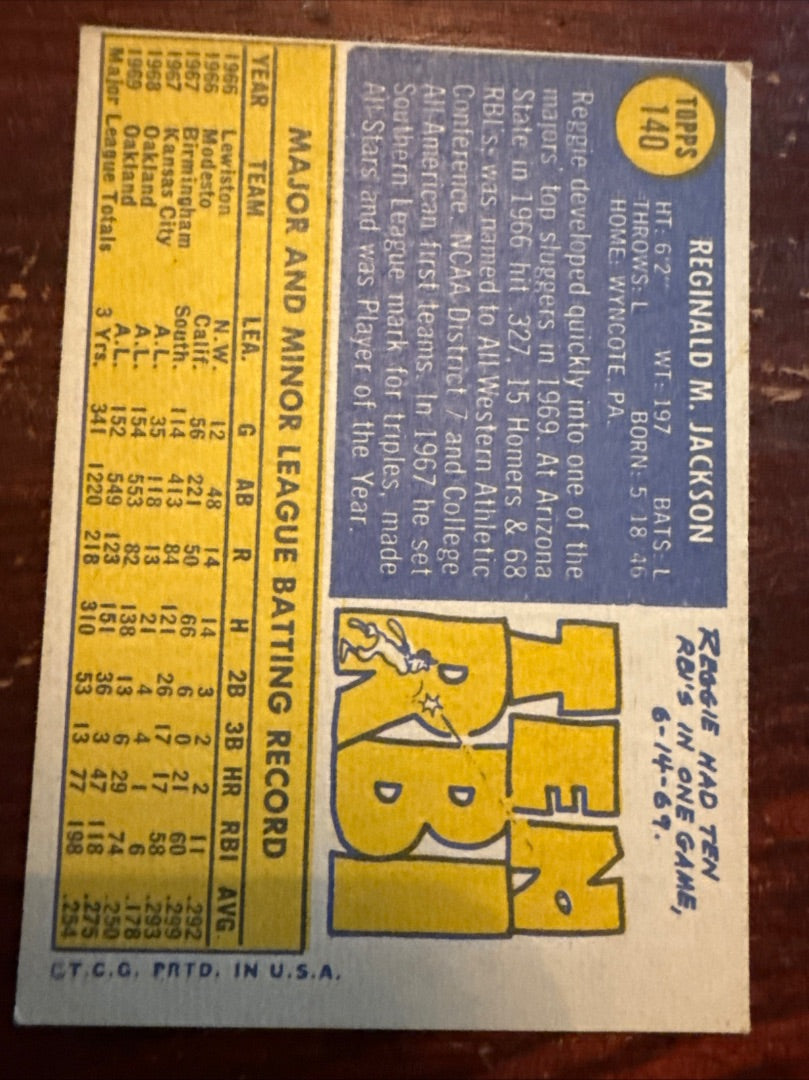 TOPPS
140
REGINALD M. JACKSON
HT: 6'2" WT: 197 BATS: L
THROWS: L BORN: 5 18 46
HOME: WYNCOTE, PA.
Reggie developed quickly into one of the
majors' top sluggers in 1969. At Arizona
State in 1966 hit .327, 15 Homers & 68
RBI's, was named to All-Western Athletic
Conference, NCAA District 7 and College
All-American first teams. In 1967 he set
Southern League mark for triples, made
All-Stars and was Player of the Year.
REGGIE HAD TEN
RBI'S IN ONE GAME,
6-14-69.
TEN
RBI
MAJOR AND MINOR LEAGUE BATTING RECORD
YEAR TEAM LEA. G AB R H 2B 3B HR RBI AVG.
1966 Lewiston N.W. 12 48 14 14 3 2 2 11 .292
1966 Modesto Calif. 56 221 50 66 6 0 21 60 .299
1967 Birmingham South. 114 413 84 121 26 17 17 58 .293
1967 Kansas City A.L. 35 118 13 21 4 4 1 6 .178
1968 Oakland A.L. 154 553 82 138 13 6 29 74 .250
1969 Oakland A.L. 152 549 123 151 36 3 47 118 .275
Major League Totals 3 Yrs. 341 1220 218 310 53 13 77 198 .254
©T.C.G. PRTD. IN U.S.A.